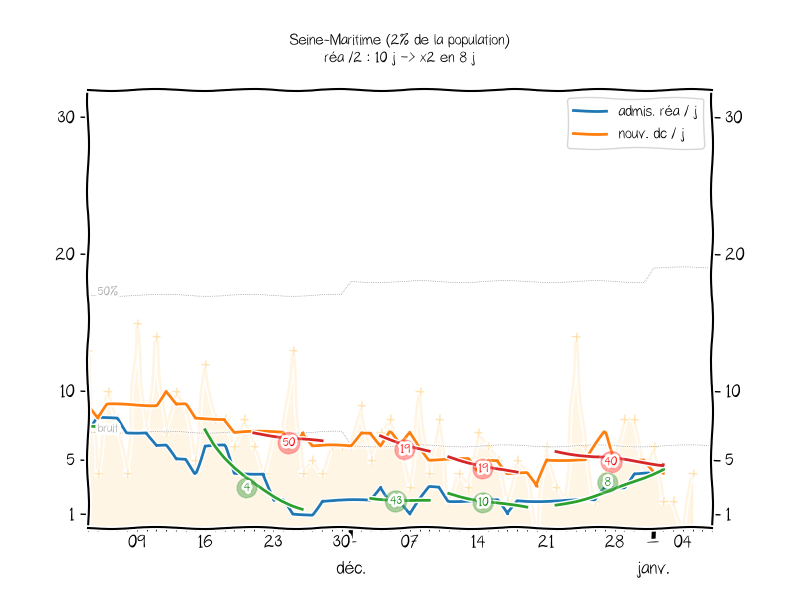 Seine-Maritime (2% de la population)
réa /2 : 10 j -> x2 en 8 j
admis. réa / j
nouv. dc / j
30 30
20 20
50%
10 10
bruit
50 19 19 40
5 5
4 43 10 8
1 1
09 16 23 30 07 14 21 28 04
déc. janv.